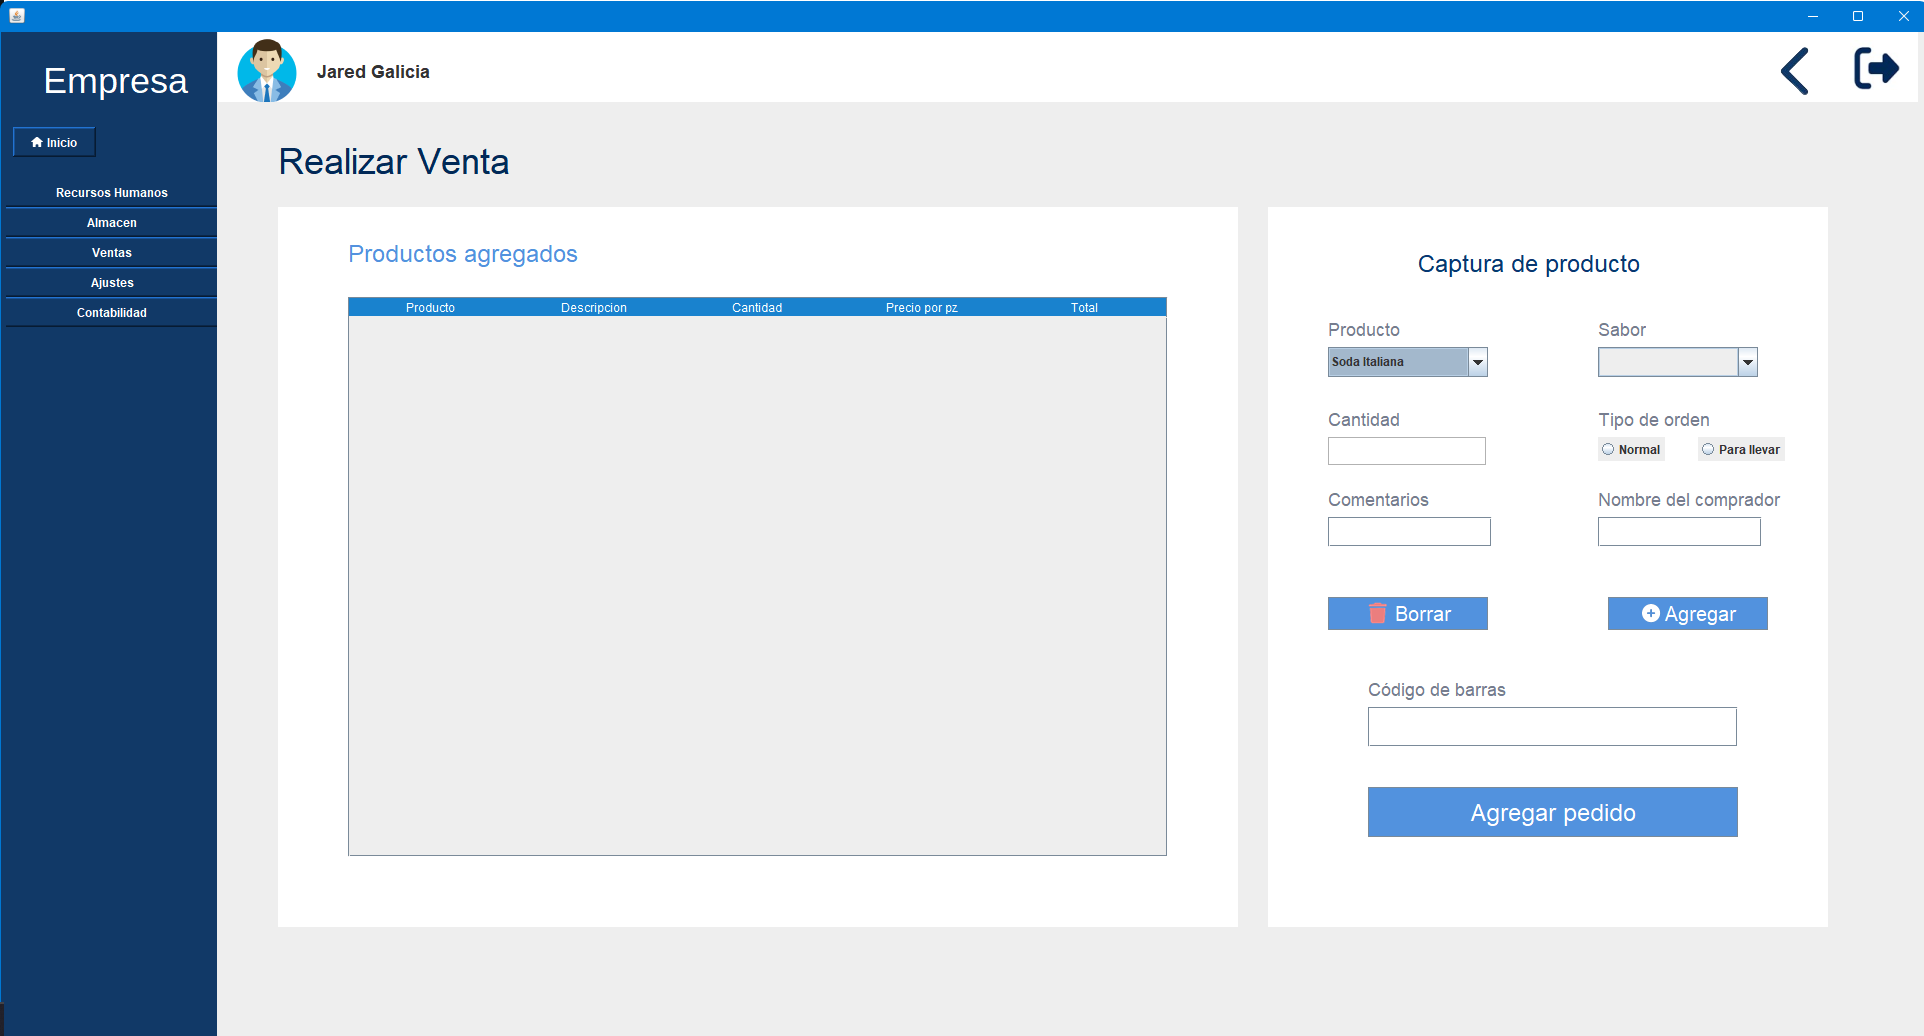 Empresa
Inicio
Recursos Humanos
Almacen
Ventas
Ajustes
Contabilidad
Jared Galicia
Realizar Venta
Productos agregados
Producto Descripcion Cantidad Precio por pz Total
Captura de producto
Producto Sabor
Soda Italiana
Cantidad Tipo de orden
Normal Para llevar
Comentarios Nombre del comprador
Borrar Agregar
Código de barras
Agregar pedido